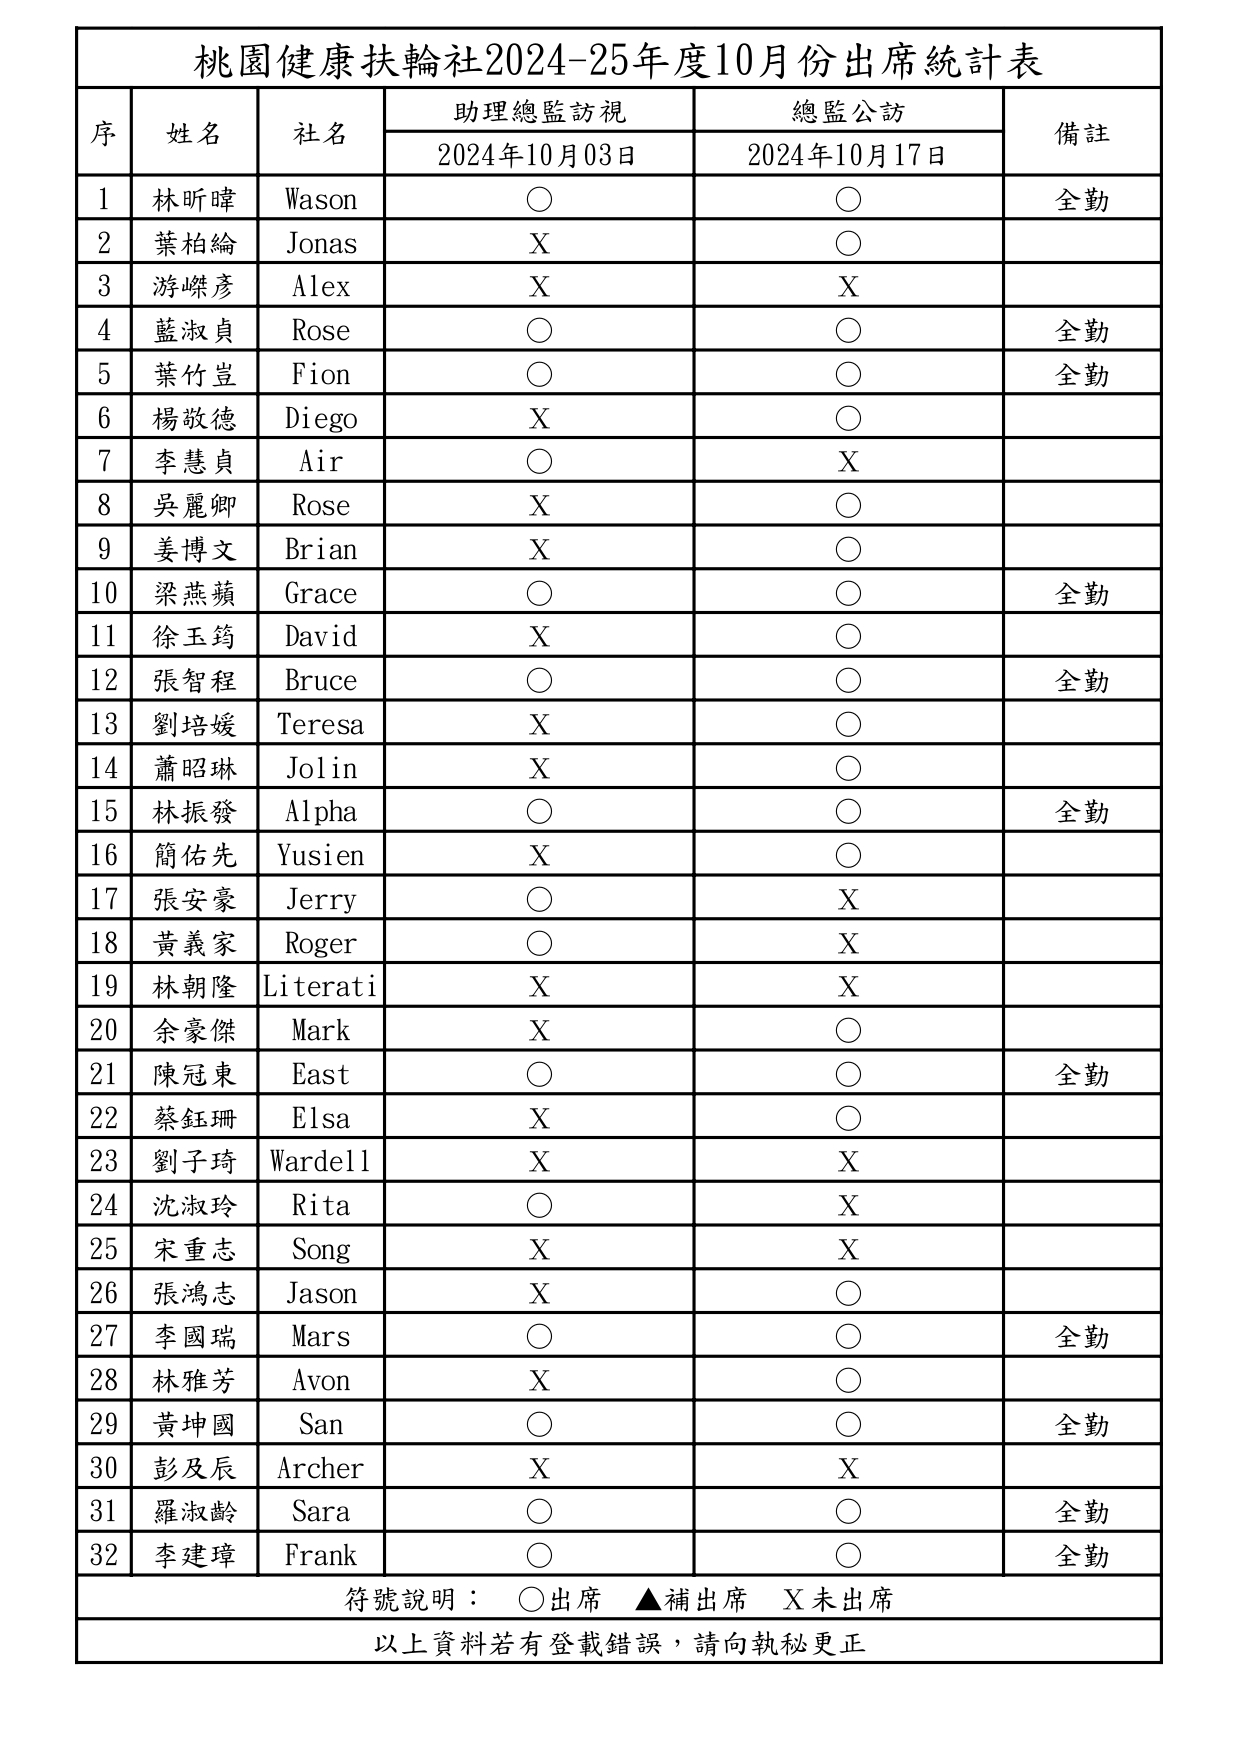 桃園健康扶輪社2024-25年度10月份出席統計表
序 姓名 社名 助理總監訪視 總監公訪 備註
2024年10月03日 2024年10月17日
1 林昕暐 Wason ○ ○ 全勤
2 葉柏綸 Jonas X ○
3 游嶸彥 Alex X X
4 藍淑貞 Rose ○ ○ 全勤
5 葉竹豈 Fion ○ ○ 全勤
6 楊敬德 Diego X ○
7 李慧貞 Air ○ X
8 吳麗卿 Rose X ○
9 姜博文 Brian X ○
10 梁燕蘋 Grace ○ ○ 全勤
11 徐玉筠 David X ○
12 張智程 Bruce ○ ○ 全勤
13 劉培媛 Teresa X ○
14 蕭昭琳 Jolin X ○
15 林振發 Alpha ○ ○ 全勤
16 簡佑先 Yusien X ○
17 張安豪 Jerry ○ X
18 黃義家 Roger ○ X
19 林朝隆 Literati X X
20 余豪傑 Mark X ○
21 陳冠東 East ○ ○ 全勤
22 蔡鈺珊 Elsa X ○
23 劉子琦 Wardell X X
24 沈淑玲 Rita ○ X
25 宋重志 Song X X
26 張鴻志 Jason X ○
27 李國瑞 Mars ○ ○ 全勤
28 林雅芳 Avon X ○
29 黃坤國 San ○ ○ 全勤
30 彭及辰 Archer X X
31 羅淑齡 Sara ○ ○ 全勤
32 李建璋 Frank ○ ○ 全勤
符號說明： ○出席 ▲補出席 X未出席
以上資料若有登載錯誤，請向執秘更正